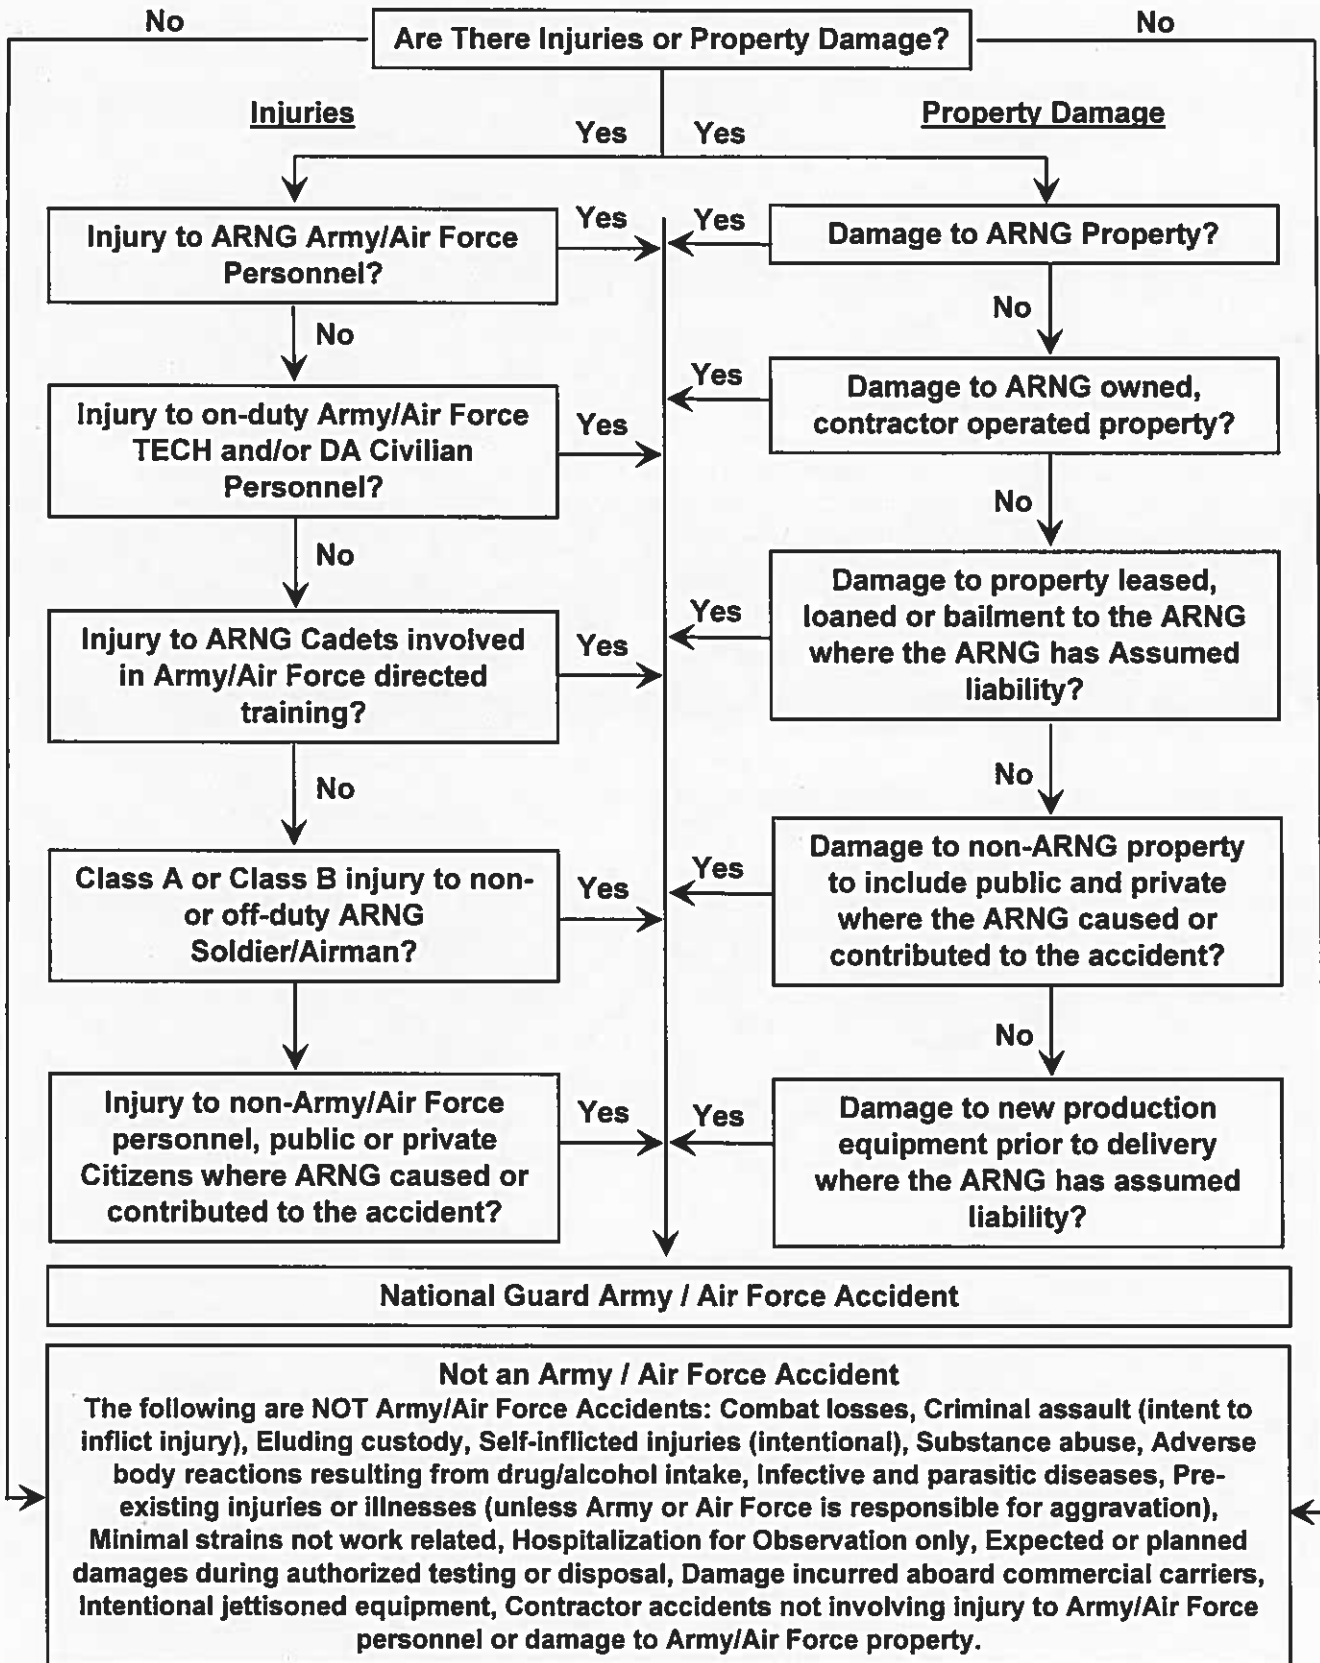 No
Are There Injuries or Property Damage?
No
Injuries
Yes
Yes
Property Damage
Injury to ARNG Army/Air Force
Personnel?
Yes
Yes
Damage to ARNG Property?
No
No
Injury to on-duty Army/Air Force
TECH and/or DA Civilian
Personnel?
Yes
Yes
Damage to ARNG owned,
contractor operated property?
No
No
Injury to ARNG Cadets involved
in Army/Air Force directed
training?
Yes
Yes
Damage to property leased,
loaned or bailment to the ARNG
where the ARNG has Assumed
liability?
No
No
Class A or Class B injury to non-
or off-duty ARNG
Soldier/Airman?
Yes
Yes
Damage to non-ARNG property
to include public and private
where the ARNG caused or
contributed to the accident?
No
Injury to non-Army/Air Force
personnel, public or private
Citizens where ARNG caused or
contributed to the accident?
Yes
Yes
Damage to new production
equipment prior to delivery
where the ARNG has assumed
liability?
National Guard Army / Air Force Accident
Not an Army / Air Force Accident
The following are NOT Army/Air Force Accidents: Combat losses, Criminal assault (intent to
inflict injury), Eluding custody, Self-inflicted injuries (intentional), Substance abuse, Adverse
body reactions resulting from drug/alcohol intake, Infective and parasitic diseases, Pre-
existing injuries or illnesses (unless Army or Air Force is responsible for aggravation),
Minimal strains not work related, Hospitalization for Observation only, Expected or planned
damages during authorized testing or disposal, Damage incurred aboard commercial carriers,
Intentional jettisoned equipment, Contractor accidents not involving injury to Army/Air Force
personnel or damage to Army/Air Force property.